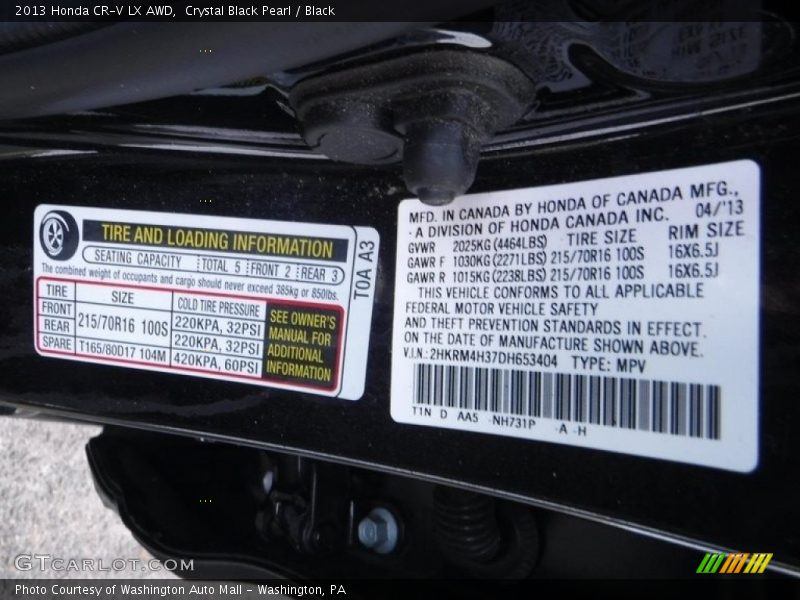 2013 Honda CR-V LX AWD,  Crystal Black Pearl / Black
TIRE AND LOADING INFORMATION
SEATING CAPACITY TOTAL 5 FRONT 2 REAR 3
The combined weight of occupants and cargo should never exceed 385kg or 850lbs.
TIRE SIZE COLD TIRE PRESSURE
FRONT 215/70R16 100S 220KPA, 32PSI
REAR 220KPA, 32PSI
SPARE T165/80D17 104M 420KPA, 60PSI
SEE OWNER'S
MANUAL FOR
ADDITIONAL
INFORMATION
T0A A3
MFD. IN CANADA BY HONDA OF CANADA MFG.,
·A DIVISION OF HONDA CANADA INC. 04/'13
GVWR 2025KG (4464LBS) TIRE SIZE RIM SIZE
GAWR F 1030KG (2271LBS) 215/70R16 100S 16X6.5J
GAWR R 1015KG (2238LBS) 215/70R16 100S 16X6.5J
THIS VEHICLE CONFORMS TO ALL APPLICABLE
FEDERAL MOTOR VEHICLE SAFETY
AND THEFT PREVENTION STANDARDS IN EFFECT.
ON THE DATE OF MANUFACTURE SHOWN ABOVE.
V.I.N.: 2HKRM4H37DH653404 TYPE: MPV
T1N D AA5 -NH731P -A -H
GTCARLOT.COM
Photo Courtesy of Washington Auto Mall - Washington, PA